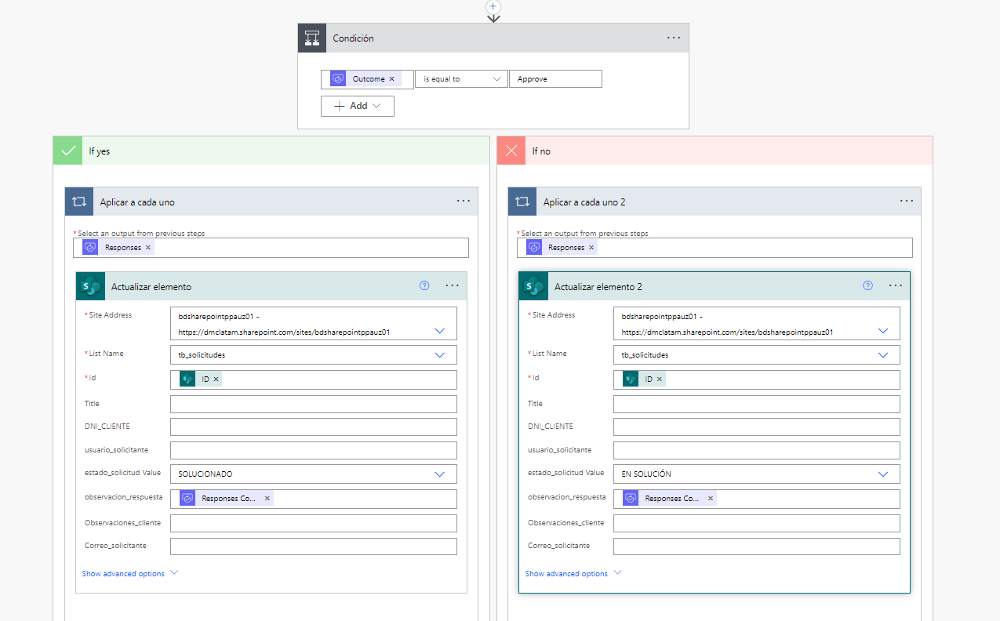 Condición
Outcome
is equal to
Approve
Add
If yes
Aplicar a cada uno
* Select an output from previous steps
Responses
Actualizar elemento
* Site Address
bdsharepointppauz01 -
https://dmclatam.sharepoint.com/sites/bdsharepointppauz01
* List Name
tb_solicitudes
* Id
ID
Title
DNI_CLIENTE
usuario_solicitante
estado_solicitud Value
SOLUCIONADO
observacion_respuesta
Responses Co...
Observaciones_cliente
Correo_solicitante
Show advanced options
If no
Aplicar a cada uno 2
* Select an output from previous steps
Responses
Actualizar elemento 2
* Site Address
bdsharepointppauz01 -
https://dmclatam.sharepoint.com/sites/bdsharepointppauz01
* List Name
tb_solicitudes
* Id
ID
Title
DNI_CLIENTE
usuario_solicitante
estado_solicitud Value
EN SOLUCIÓN
observacion_respuesta
Responses Co...
Observaciones_cliente
Correo_solicitante
Show advanced options